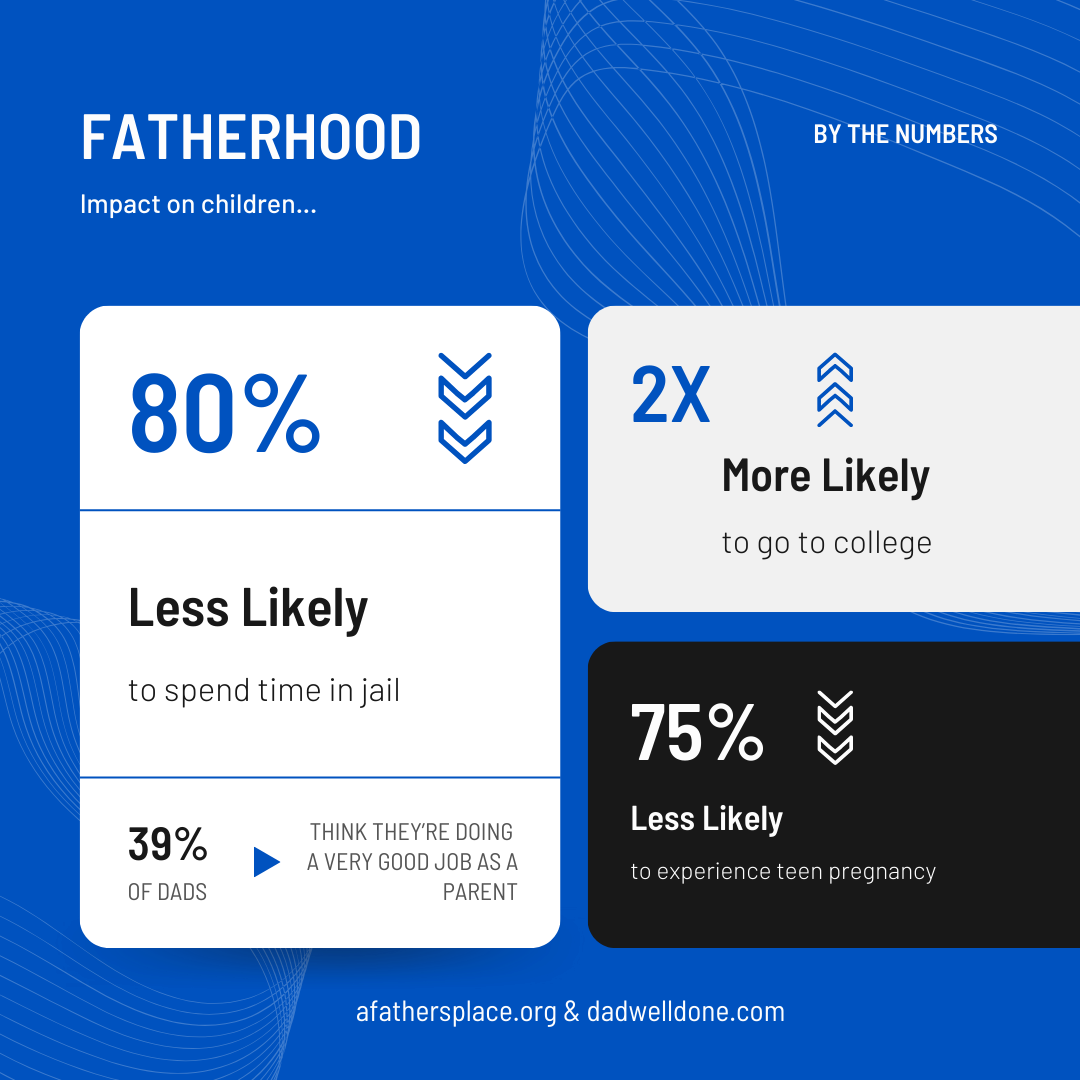 FATHERHOOD
BY THE NUMBERS
Impact on children...
80%
Less Likely
to spend time in jail
39%
OF DADS
THINK THEY'RE DOING
A VERY GOOD JOB AS A
PARENT
2X
More Likely
to go to college
75%
Less Likely
to experience teen pregnancy
afathersplace.org & dadwelldone.com